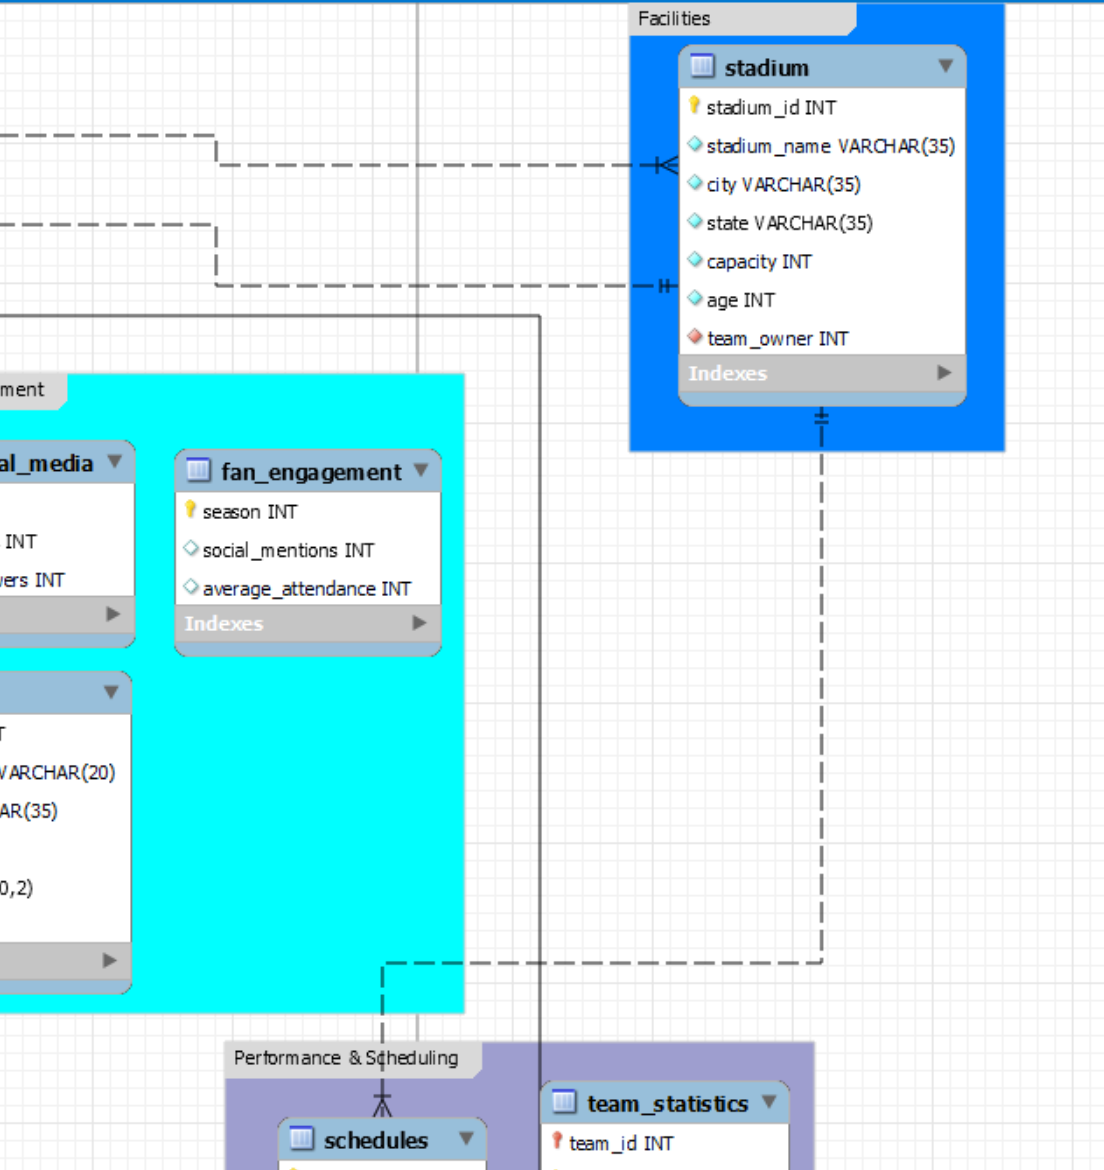 Facilities
stadium
stadium_id INT
stadium_name VARCHAR(35)
city VARCHAR(35)
state VARCHAR(35)
capacity INT
age INT
team_owner INT
Indexes
ment
al_media
INT
ers INT
fan_engagement
season INT
social_mentions INT
average_attendance INT
Indexes
VARCHAR(20)
AR(35)
0,2)
Performance & Scheduling
schedules
team_statistics
team_id INT